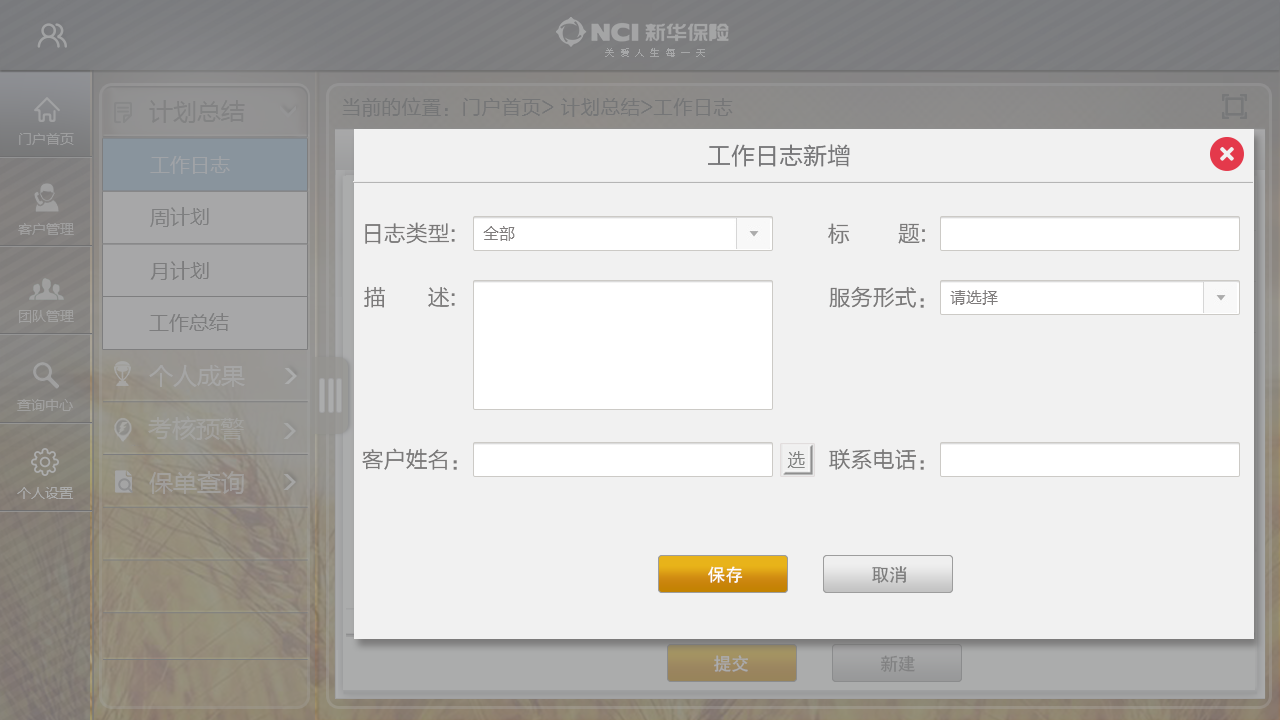 NCI 新华保险
关爱人生每一天
门户首页
客户管理
团队管理
查询中心
个人设置
计划总结
工作日志
周计划
月计划
工作总结
个人成果
考核预警
保单查询
当前的位置：门户首页> 计划总结>工作日志
工作日志新增
日志类型: 全部
标 题:
描 述:
服务形式: 请选择
客户姓名: 选
联系电话:
保存 取消
提交 新建